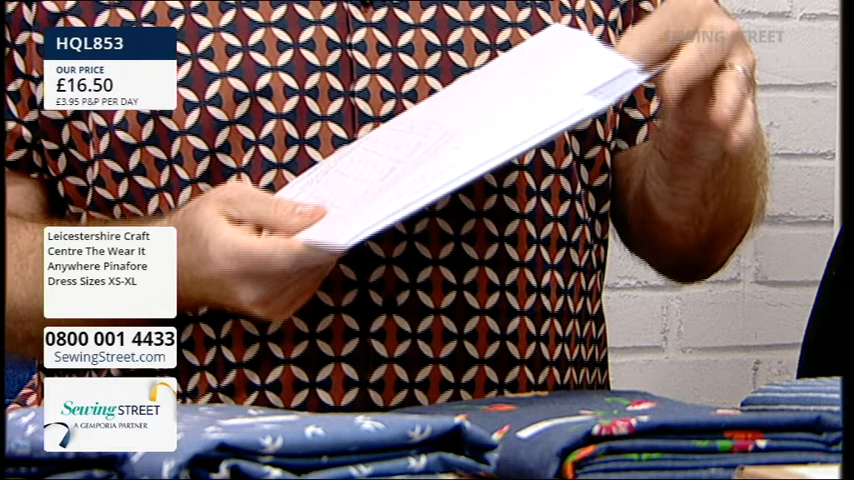 HQL853
SEWING STREET
OUR PRICE
£16.50
£3.95 P&P PER DAY
Leicestershire Craft
Centre The Wear It
Anywhere Pinafore
Dress Sizes XS-XL
0800 001 4433
SewingStreet.com
Sewing STREET
A GEMPORIA PARTNER